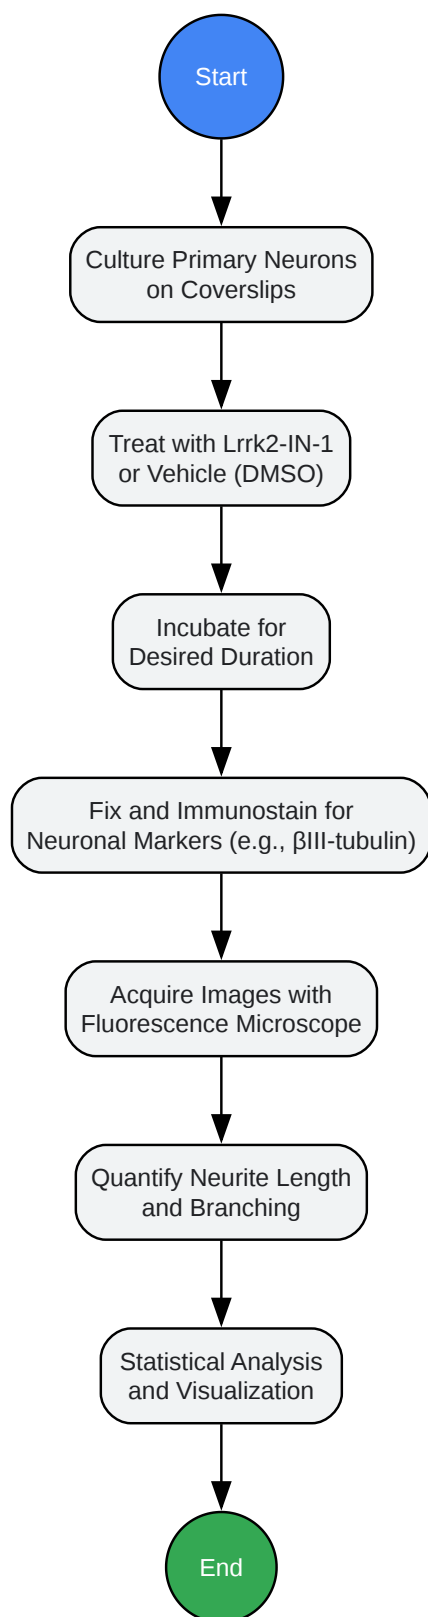 Start
Culture Primary Neurons
on Coverslips
Treat with Lrrk2-IN-1
or Vehicle (DMSO)
Incubate for
Desired Duration
Fix and Immunostain for
Neuronal Markers (e.g., βIII-tubulin)
Acquire Images with
Fluorescence Microscope
Quantify Neurite Length
and Branching
Statistical Analysis
and Visualization
End